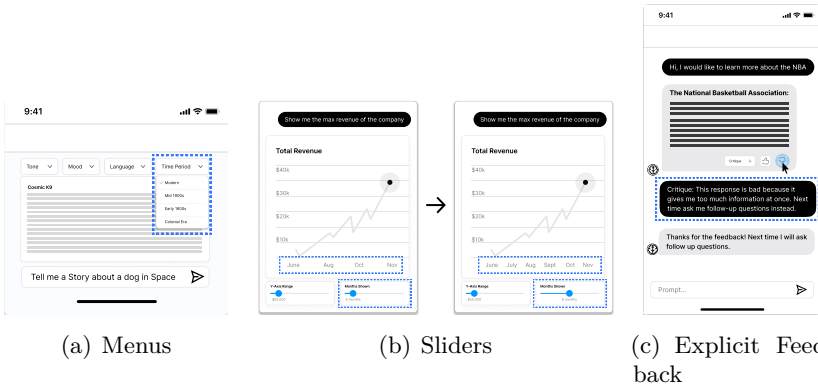 9:41
Tone
Mood
Language
Time Period
Modern
Mid 1900s
Early 1900s
Colonial Era
Cosmic K9
Tell me a Story about a dog in Space
(a) Menus
Show me the max revenue of the company
Total Revenue
$40k
$30k
$20k
$10k
June Aug Oct Nov
Y-Axis Range
Months Shown
Show me the max revenue of the company
Total Revenue
$40k
$30k
$20k
$10k
June July Aug Sept Oct Nov
Y-Axis Range
Months Shown
(b) Sliders
9:41
Hi, I would like to learn more about the NBA
The National Basketball Association:
Critique
Critique: This response is bad because it
gives me too much information at once. Next
time ask me follow-up questions instead.
Thanks for the feedback! Next time I will ask
follow up questions.
Prompt...
(c) Explicit Feed
back